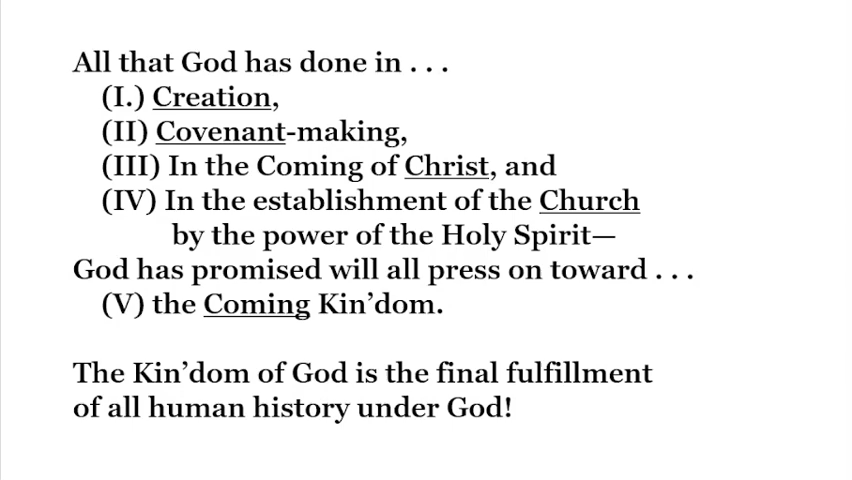 All that God has done in . . .
(I.) Creation,
(II) Covenant-making,
(III) In the Coming of Christ, and
(IV) In the establishment of the Church
by the power of the Holy Spirit—
God has promised will all press on toward . . .
(V) the Coming Kin’dom.
The Kin’dom of God is the final fulfillment
of all human history under God!